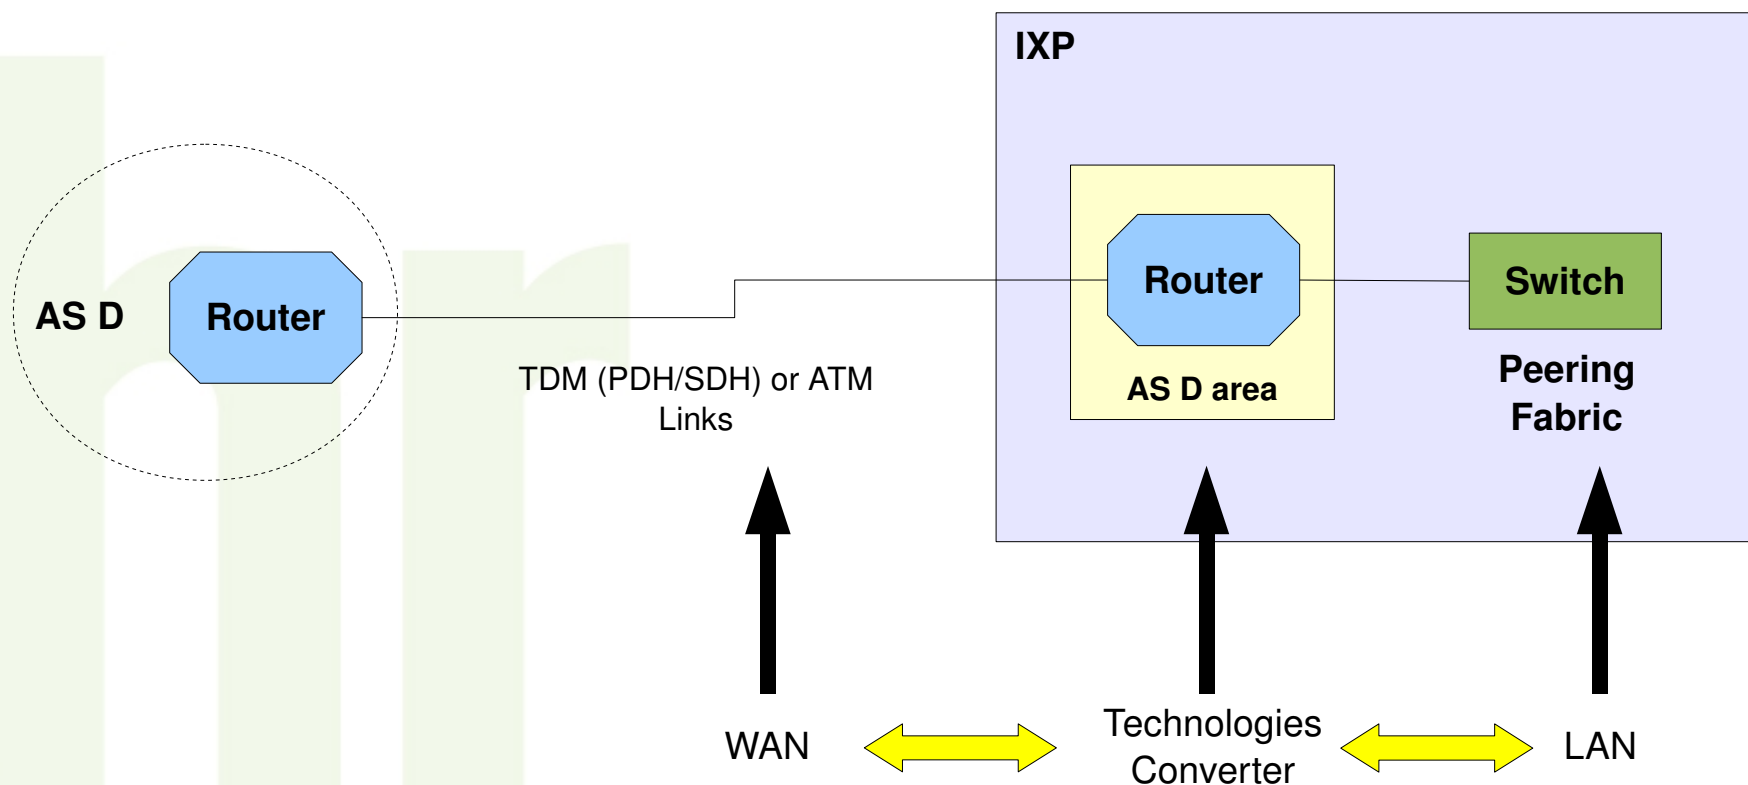 IXP
AS D
Router
Router
AS D area
Switch
Peering
Fabric
TDM (PDH/SDH) or ATM
Links
WAN
Technologies
Converter
LAN